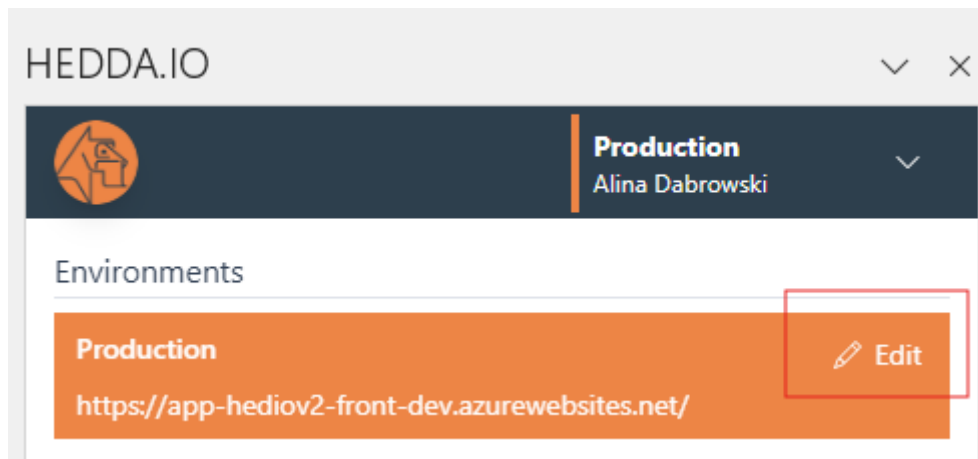 HEDDA.IO
Production
Alina Dabrowski
Environments
Production
Edit
https://app-hediov2-front-dev.azurewebsites.net/